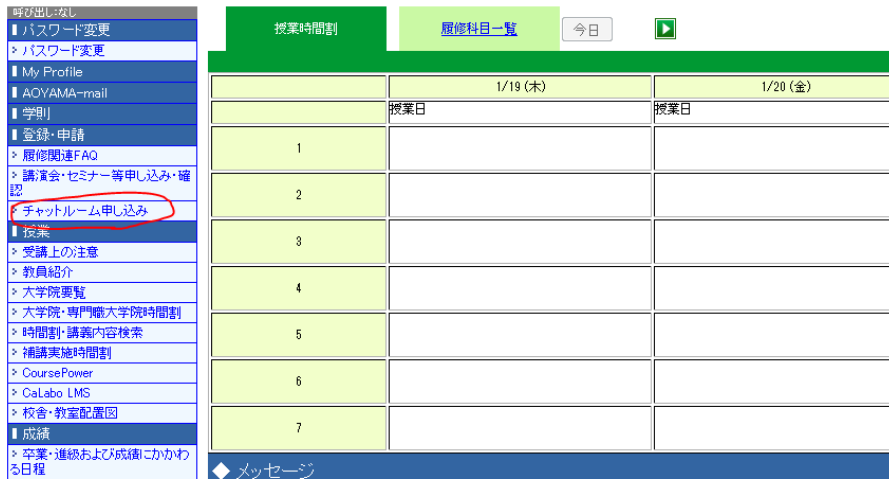 呼び出し:なし
パスワード変更
パスワード変更
My Profile
AOYAMA-mail
学則
登録・申請
履修関連FAQ
講演会・セミナー等申し込み・確
認
チャットルーム申し込み
授業
受講上の注意
教員紹介
大学院要覧
大学院・専門職大学院時間割
時間割・講義内容検索
補講実施時間割
CoursePower
CaLabo LMS
校舎・教室配置図
成績
卒業・進級および成績にかかわ
る日程
授業時間割 履修科目一覧 今日
1/19 (木) 1/20 (金)
授業日 授業日
1
2
3
4
5
6
7
◆ メッセージ